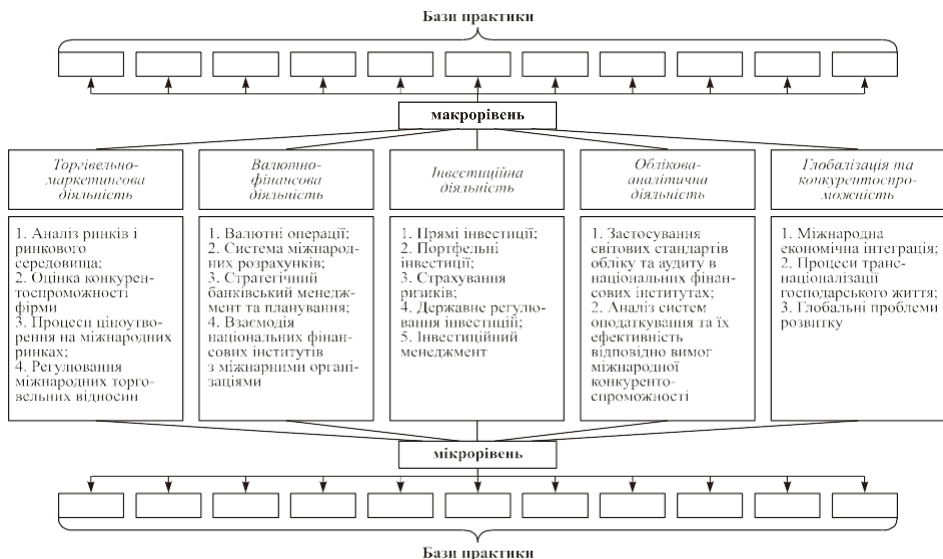 Бази практики
макрорівень
Торгівельно-
маркетингова
діяльність
Валютно-
фінансова
діяльність
Інвестиційна
діяльність
Облікова-
аналітична
діяльність
Глобалізація та
конкурентоспро-
можність
1. Аналіз ринків і
ринкового
середовища;
2. Оцінка конкурен-
тоспроможності
фірми
3. Процеси ціноутво-
рення на міжнародних
ринках;
4. Регулювання
міжнародних торго-
вельних відносин
1. Валютні операції;
2. Система міжнарод-
них розрахунків;
3. Стратегічний
банківський менедж-
мент та планування;
4. Взаємодія
національних фінан-
сових інститутів
з міжнарними органі-
заціями
1. Прямі інвестиції;
2. Портфельні
інвестиції;
3. Страхування
ризиків;
4. Державне регулю-
вання інвестицій;
5. Інвестиційний
менеджмент
1. Застосування
світових стандартів
обліку та аудиту в
національних фінан-
сових інститутах;
2. Аналіз систем
оподаткування та їх
ефективність
відповідно вимог
міжнародної
конкуренто-
спроможності
1. Міжнародна
економічна інтеграція;
2. Процеси транс-
націоналізації
господарського життя;
3. Глобальні проблеми
розвитку
мікрорівень
Бази практики